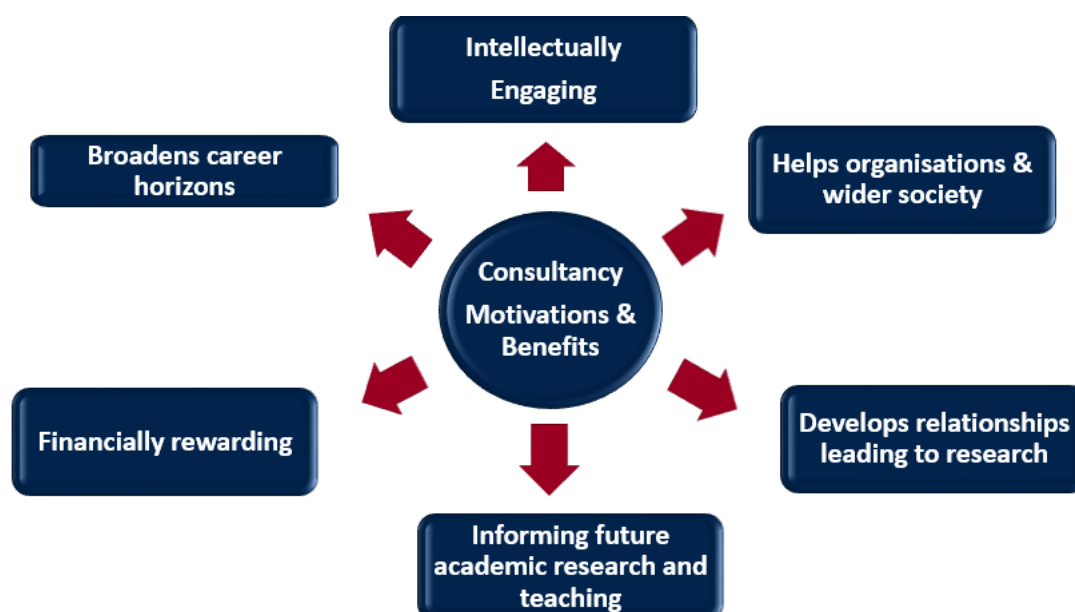 Intellectually
Engaging
Broadens career
horizons
Helps organisations &
wider society
Consultancy
Motivations &
Benefits
Financially rewarding
Develops relationships
leading to research
Informing future
academic research and
teaching